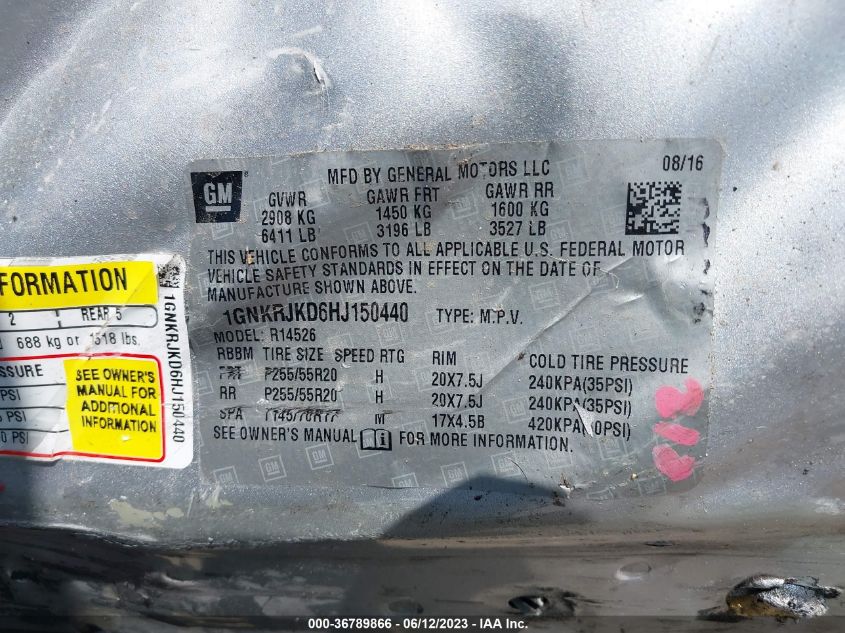 MFD BY GENERAL MOTORS LLC 08/16
GM
GVWR GAWR FRT GAWR RR
2908 KG 1450 KG 1600 KG
6411 LB 3196 LB 3527 LB
THIS VEHICLE CONFORMS TO ALL APPLICABLE U.S. FEDERAL MOTOR
VEHICLE SAFETY STANDARDS IN EFFECT ON THE DATE OF
MANUFACTURE SHOWN ABOVE.
1GNKRJKD6HJ150440 TYPE: M.P.V.
MODEL: R14526
RBBM TIRE SIZE SPEED RTG RIM COLD TIRE PRESSURE
P255/55R20 H 20X7.5J 240KPA(35PSI)
RR P255/55R20 H 20X7.5J 240KPA(35PSI)
SPA M 17X4.5B 420KPA(
SEE OWNER'S MANUAL FOR MORE INFORMATION.
FORMATION
2 REAR 5
688 kg or 1518 lbs.
SSURE
SEE OWNER'S
MANUAL FOR
ADDITIONAL
INFORMATION
PSI
PSI
0 PSI
1GNKRJKD6HJ150440
000-36789866 - 06/12/2023 - IAA Inc.